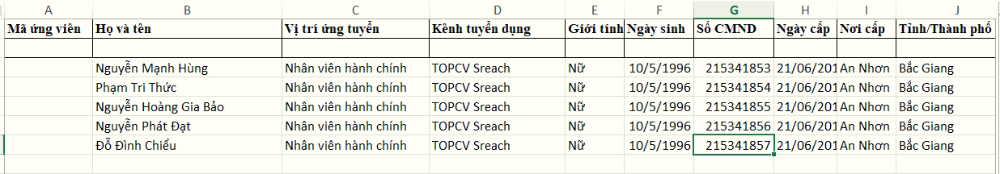 A B C D E F G H I J
Mã ứng viên Họ và tên Vị trí ứng tuyển Kênh tuyển dụng Giới tính Ngày sinh Số CMND Ngày cấp Nơi cấp Tỉnh/Thành phố
Nguyễn Mạnh Hùng Nhân viên hành chính TOPCV Sreach Nữ 10/5/1996 215341853 21/06/201 An Nhơn Bắc Giang
Phạm Tri Thức Nhân viên hành chính TOPCV Sreach Nữ 10/5/1996 215341854 21/06/201 An Nhơn Bắc Giang
Nguyễn Hoàng Gia Bảo Nhân viên hành chính TOPCV Sreach Nữ 10/5/1996 215341855 21/06/201 An Nhơn Bắc Giang
Nguyễn Phát Đạt Nhân viên hành chính TOPCV Sreach Nữ 10/5/1996 215341856 21/06/201 An Nhơn Bắc Giang
Đỗ Đình Chiểu Nhân viên hành chính TOPCV Sreach Nữ 10/5/1996 215341857 21/06/201 An Nhơn Bắc Giang